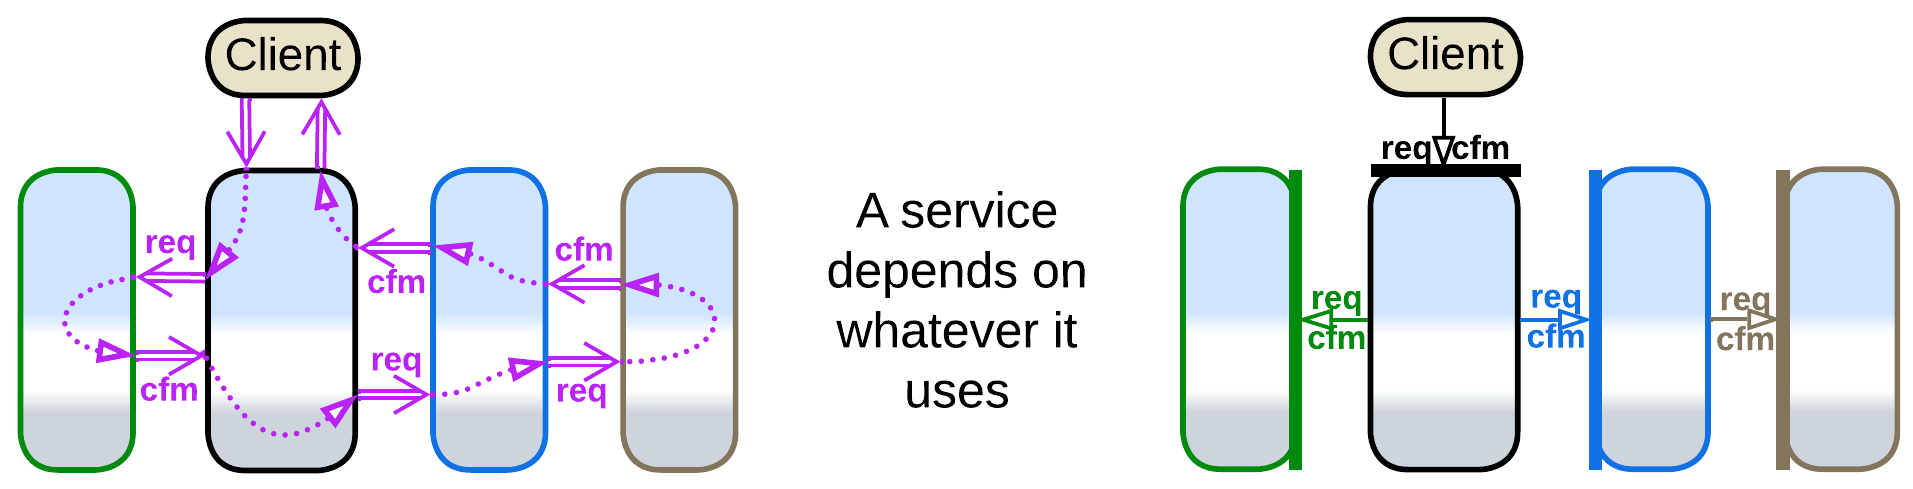 Client
req
cfm
cfm
cfm
req
req
cfm
A service
depends on
whatever it
uses
Client
req cfm
req
cfm
req
cfm
req
cfm